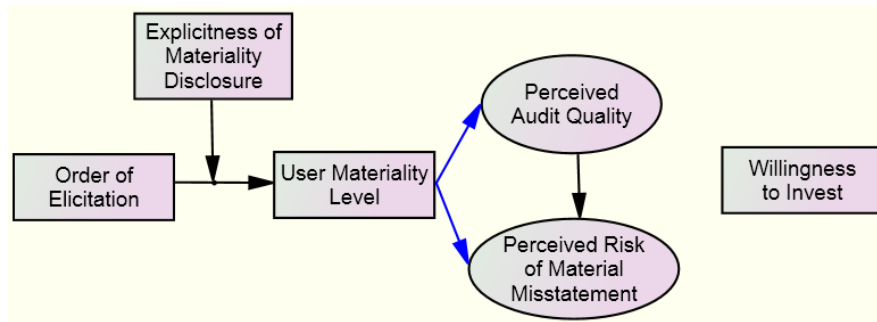 Explicitness of
Materiality
Disclosure
Order of
Elicitation
User Materiality
Level
Perceived
Audit Quality
Perceived Risk
of Material
Misstatement
Willingness
to Invest